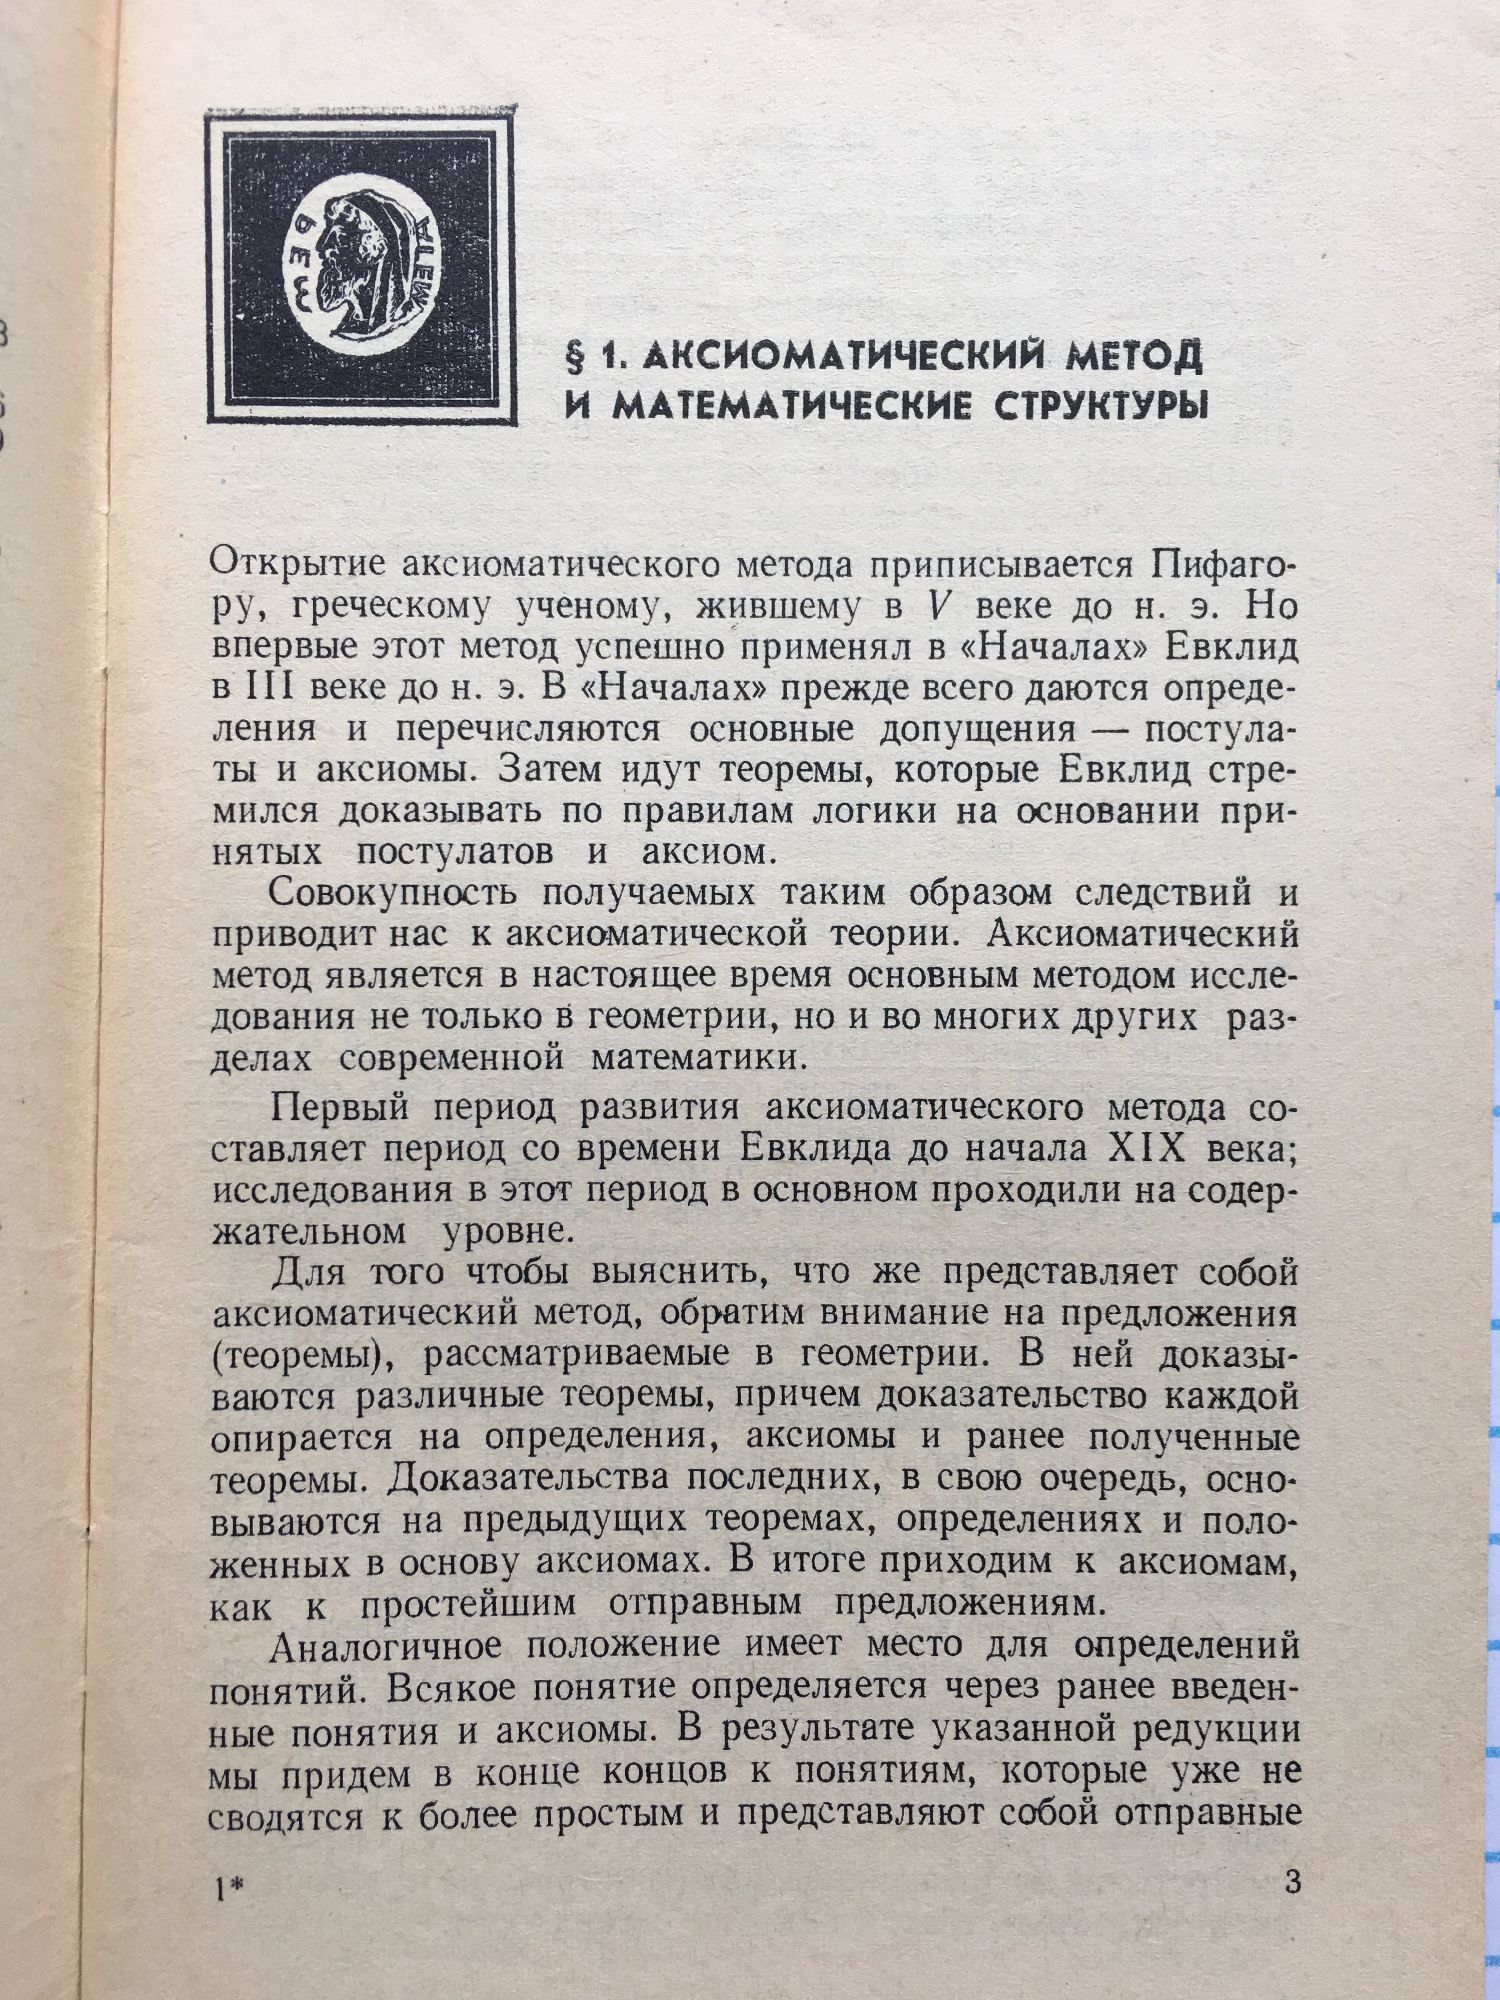 § 1. АКСИОМАТИЧЕСКИЙ МЕТОД
И МАТЕМАТИЧЕСКИЕ СТРУКТУРЫ
Открытие аксиоматического метода приписывается Пифаго-
ру, греческому ученому, жившему в V веке до н. э. Но
впервые этот метод успешно применял в «Началах» Евклид
в III веке до н. э. В «Началах» прежде всего даются опреде-
ления и перечисляются основные допущения — постула-
ты и аксиомы. Затем идут теоремы, которые Евклид стре-
мился доказывать по правилам логики на основании при-
нятых постулатов и аксиом.
Совокупность получаемых таким образом следствий и
приводит нас к аксиоматической теории. Аксиоматический
метод является в настоящее время основным методом иссле-
дования не только в геометрии, но и во многих других раз-
делах современной математики.
Первый период развития аксиоматического метода со-
ставляет период со времени Евклида до начала XIX века;
исследования в этот период в основном проходили на содер-
жательном уровне.
Для того чтобы выяснить, что же представляет собой
аксиоматический метод, обратим внимание на предложения
(теоремы), рассматриваемые в геометрии. В ней доказы-
ваются различные теоремы, причем доказательство каждой
опирается на определения, аксиомы и ранее полученные
теоремы. Доказательства последних, в свою очередь, осно-
вываются на предыдущих теоремах, определениях и поло-
женных в основу аксиомах. В итоге приходим к аксиомам,
как к простейшим отправным предложениям.
Аналогичное положение имеет место для определений
понятий. Всякое понятие определяется через ранее введен-
ные понятия и аксиомы. В результате указанной редукции
мы придем в конце концов к понятиям, которые уже не
сводятся к более простым и представляют собой отправные
1*
3